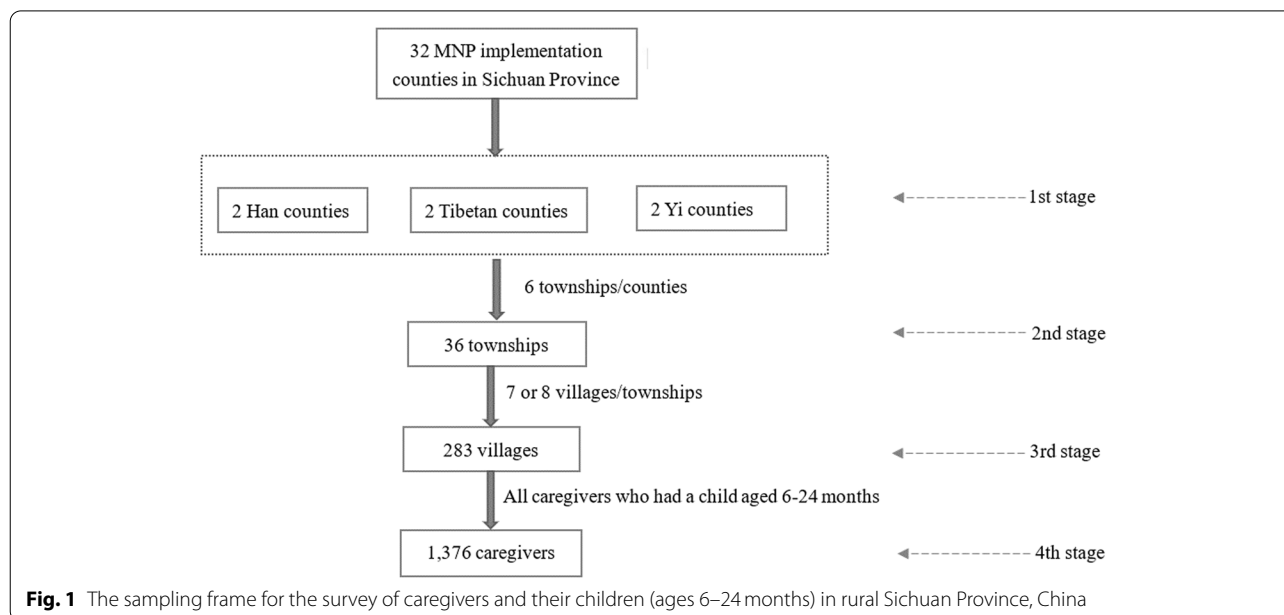 32 MNP implementation
counties in Sichuan Province
2 Han counties
2 Tibetan counties
2 Yi counties
1st stage
6 townships/counties
36 townships
2nd stage
7 or 8 villages/townships
283 villages
3rd stage
All caregivers who had a child aged 6-24 months
1,376 caregivers
4th stage
Fig. 1 The sampling frame for the survey of caregivers and their children (ages 6–24 months) in rural Sichuan Province, China